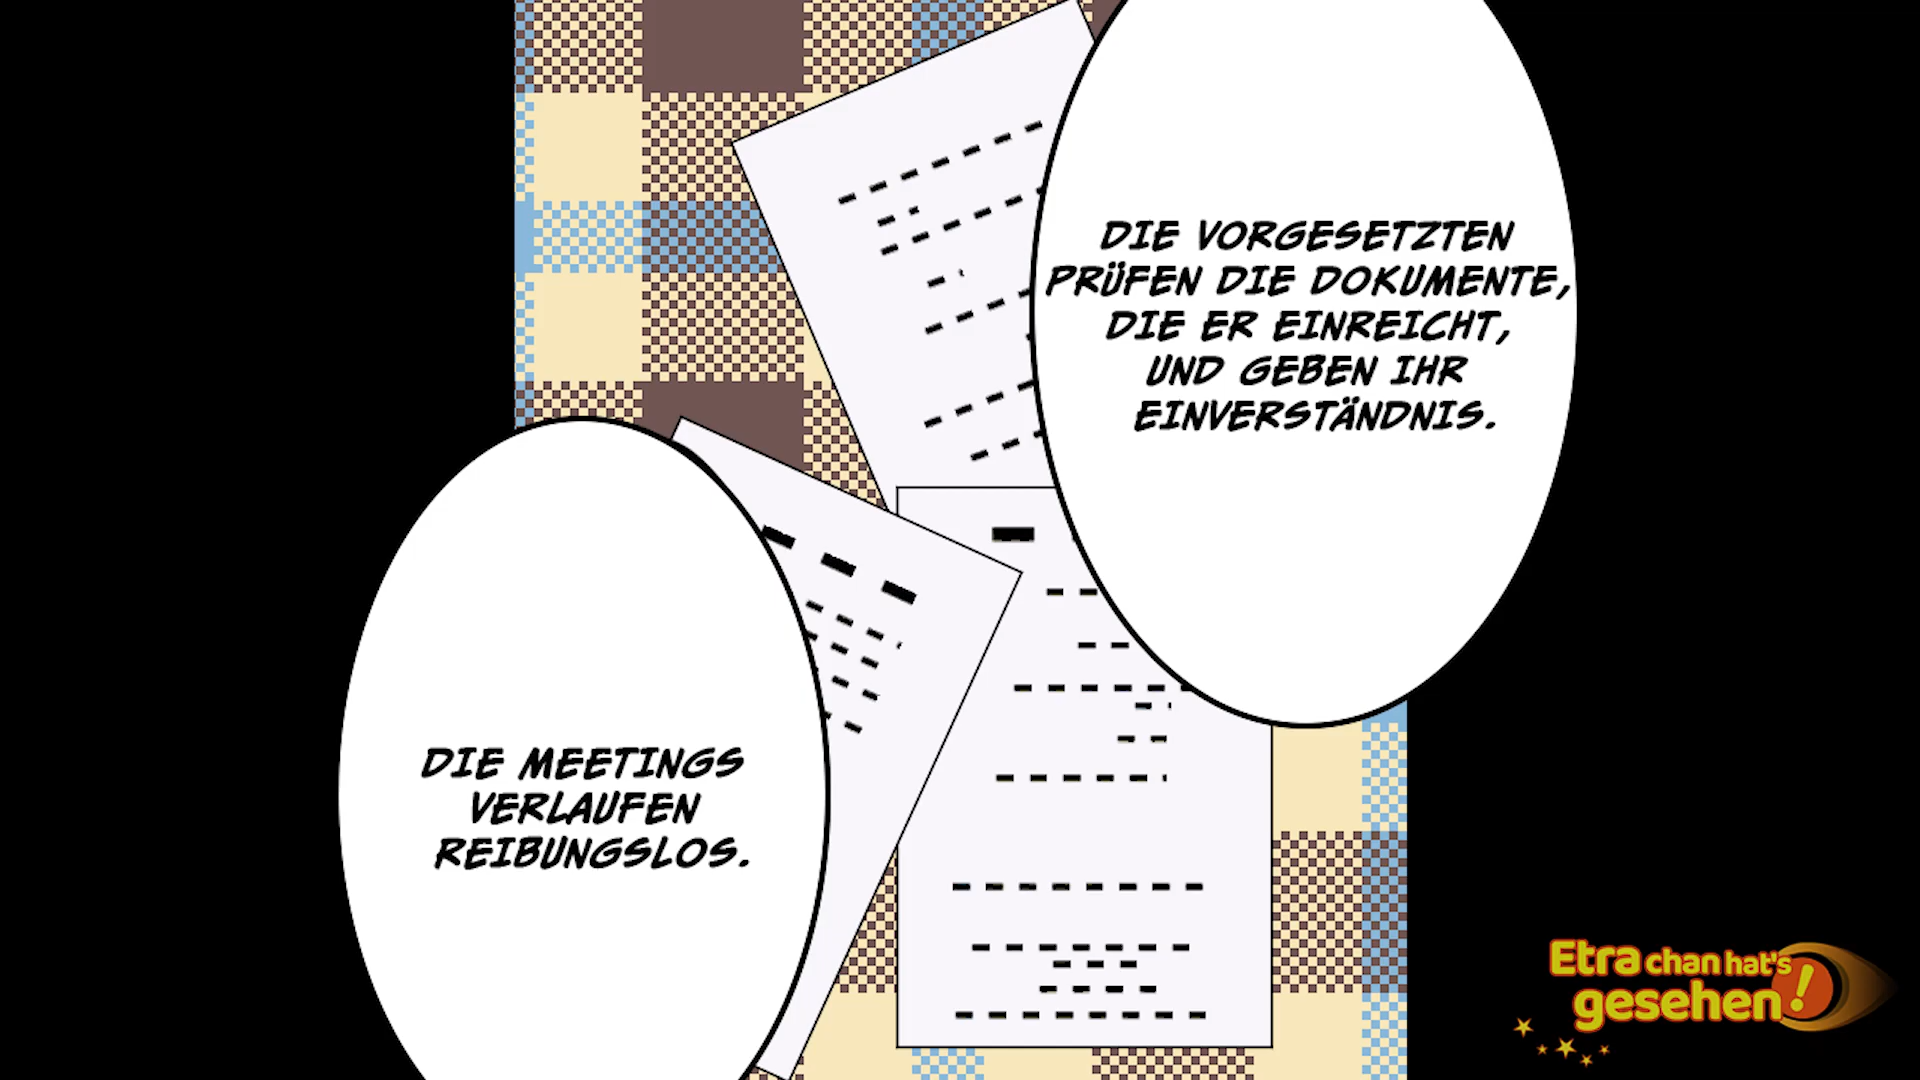 DIE VORGESETZTEN
PRÜFEN DIE DOKUMENTE,
DIE ER EINREICHT,
UND GEBEN IHR
EINVERSTÄNDNIS.
DIE MEETINGS
VERLAUFEN
REIBUNGSLOS.
Etra chan hat's
gesehen!